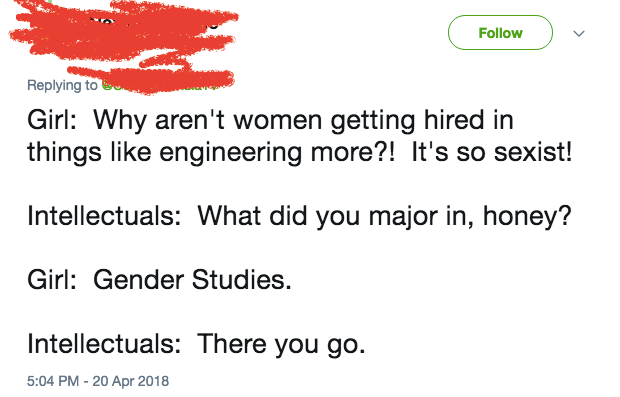 Follow
Replying to
Girl:  Why aren't women getting hired in
things like engineering more?!  It's so sexist!
Intellectuals:  What did you major in, honey?
Girl:  Gender Studies.
Intellectuals:  There you go.
5:04 PM - 20 Apr 2018